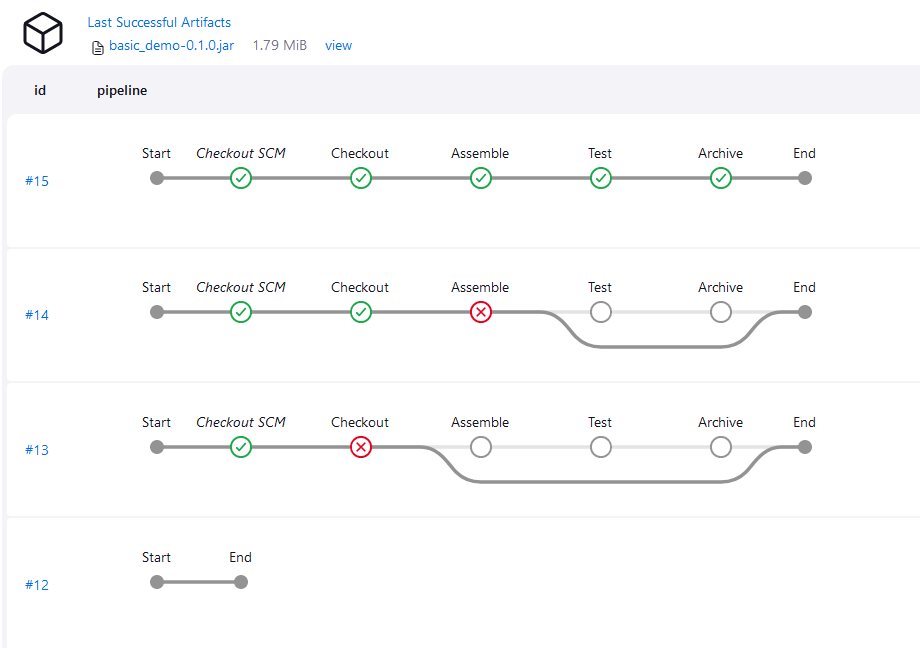 Last Successful Artifacts
basic_demo-0.1.0.jar 1.79 MiB view
id pipeline
Start Checkout SCM Checkout Assemble Test Archive End
#15
Start Checkout SCM Checkout Assemble Test Archive End
#14
Start Checkout SCM Checkout Assemble Test Archive End
#13
Start End
#12